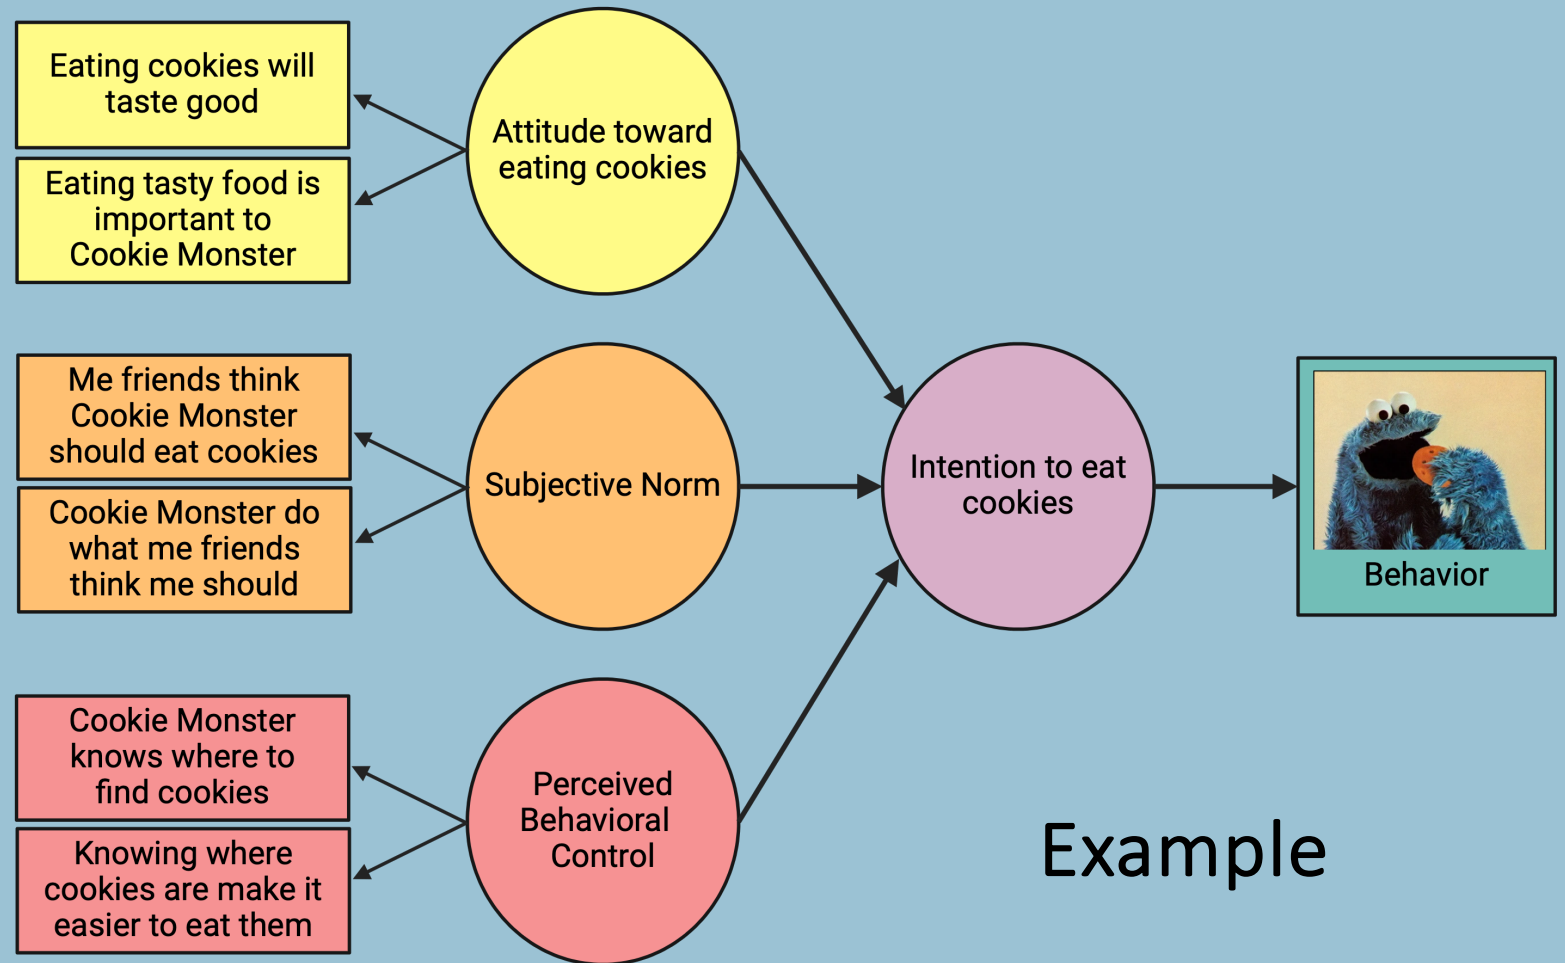 Eating cookies will
taste good
Eating tasty food is
important to
Cookie Monster
Attitude toward
eating cookies
Me friends think
Cookie Monster
should eat cookies
Cookie Monster do
what me friends
think me should
Subjective Norm
Intention to eat
cookies
Behavior
Cookie Monster
knows where to
find cookies
Knowing where
cookies are make it
easier to eat them
Perceived
Behavioral
Control
Example